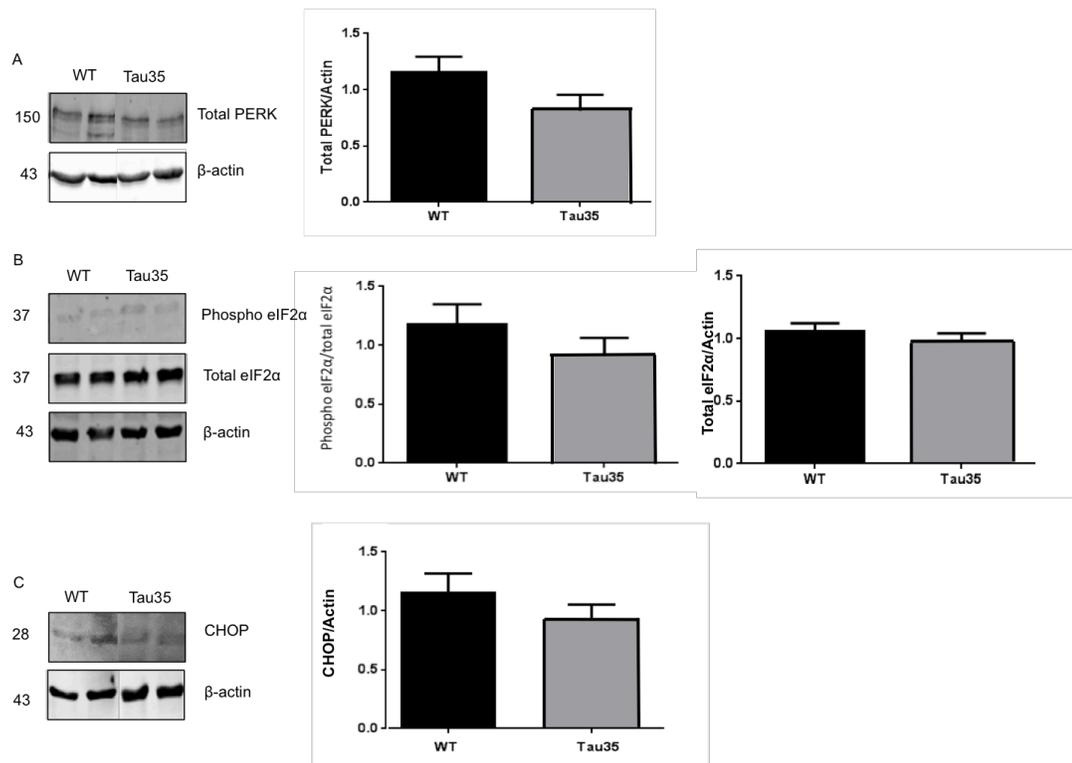 A
WT Tau35
150 Total PERK
43 β-actin
Total PERK/Actin
1.5
1.0
0.5
0.0
WT Tau35
B
WT Tau35
37 Phospho eIF2α
37 Total eIF2α
43 β-actin
Phospho eIF2α/total eIF2α
1.5
1.0
0.5
0.0
WT Tau35
Total eIF2α/Actin
1.5
1.0
0.5
0.0
WT Tau35
C
WT Tau35
28 CHOP
43 β-actin
CHOP/Actin
1.5
1.0
0.5
0.0
WT Tau35